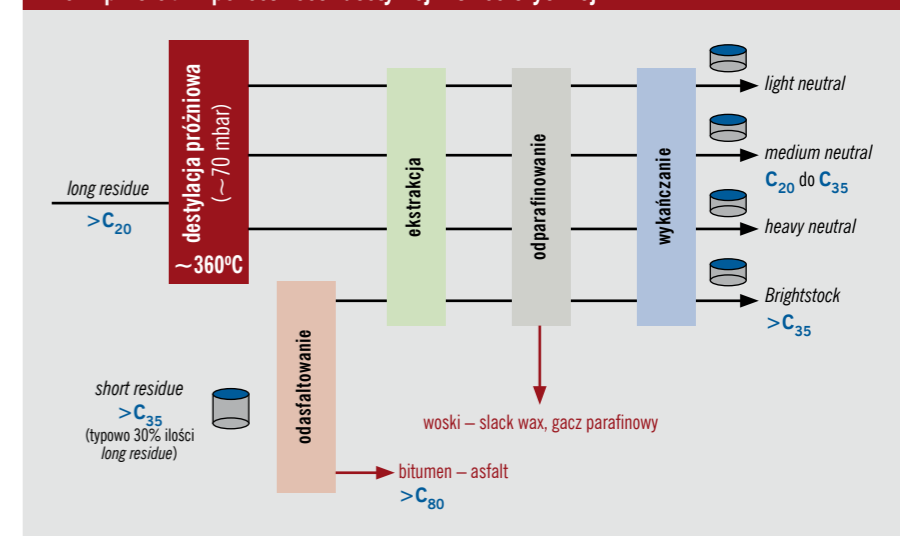 long residue
>C20
destylacja próżniowa
(~70 mbar)
~360ºC
ekstrakcja
odparafinowanie
wykańczanie
light neutral
medium neutral
C20 do C35
heavy neutral
Brightstock
>C35
short residue
>C35
(typowo 30% ilości
long residue)
odasfaltowanie
woski – slack wax, gacz parafinowy
bitumen – asfalt
>C80